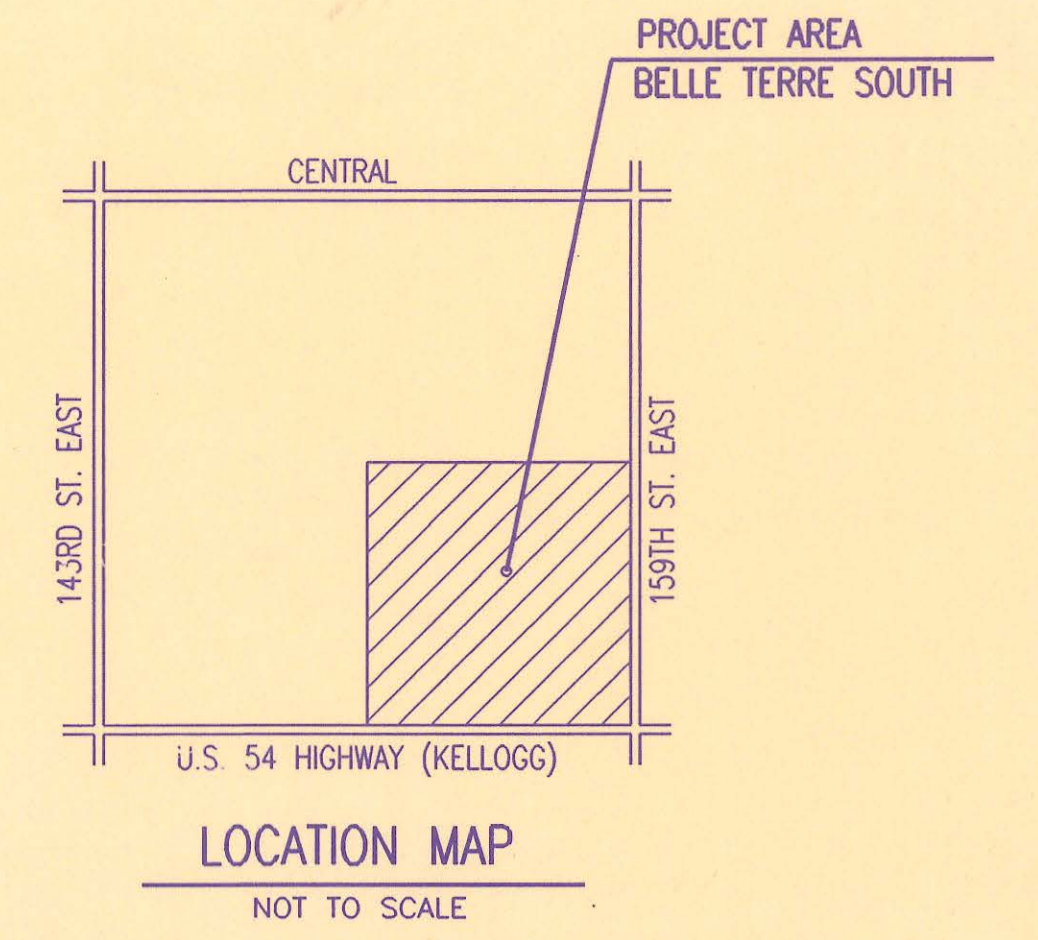 PROJECT AREA
BELLE TERRE SOUTH
CENTRAL
143RD ST. EAST
159TH ST. EAST
U.S. 54 HIGHWAY (KELLOGG)
LOCATION MAP
NOT TO SCALE